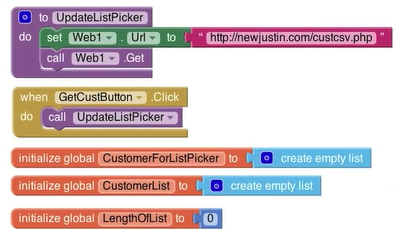 to UpdateListPicker
do set Web1 . Url to " http://newjustin.com/custcsv.php "
call Web1 .Get
when GetCustButton .Click
do call UpdateListPicker
initialize global CustomerForListPicker to create empty list
initialize global CustomerList to create empty list
initialize global LengthOfList to 0